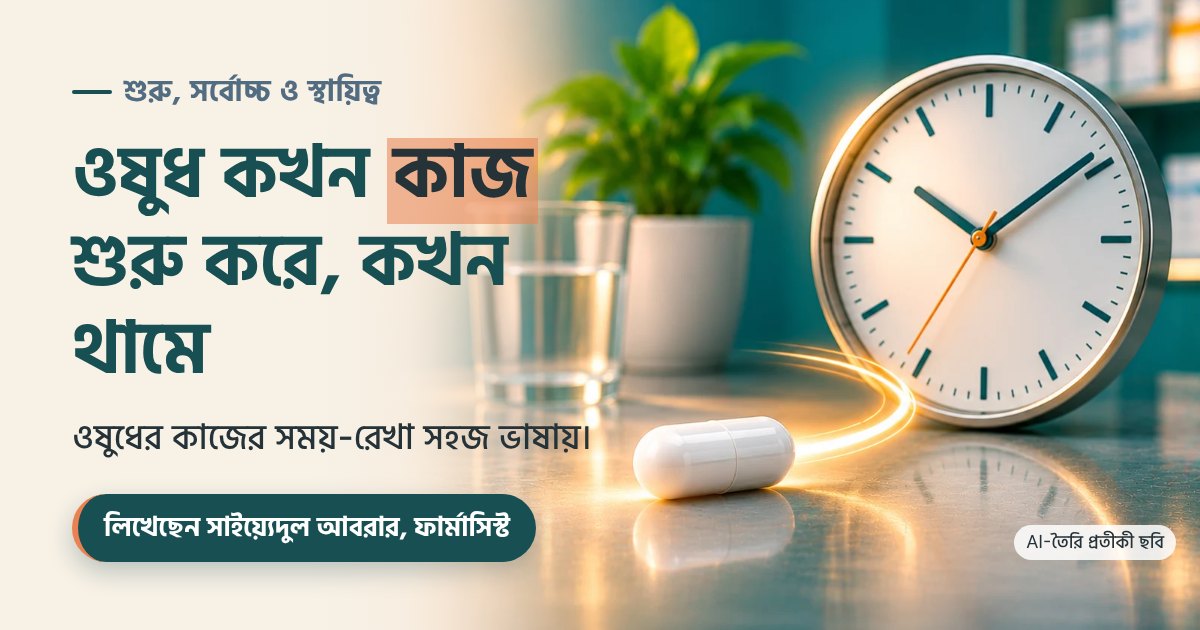 শুরু, সর্বোচ্চ ও স্থায়িত্ব
ওষুধ কখন কাজ
শুরু করে, কখন
থামে
ওষুধের কাজের সময়-রেখা সহজ ভাষায়।
লিখেছেন সাইয়্যেদুল আবরার, ফার্মাসিস্ট
AI-তৈরি প্রতীকী ছবি